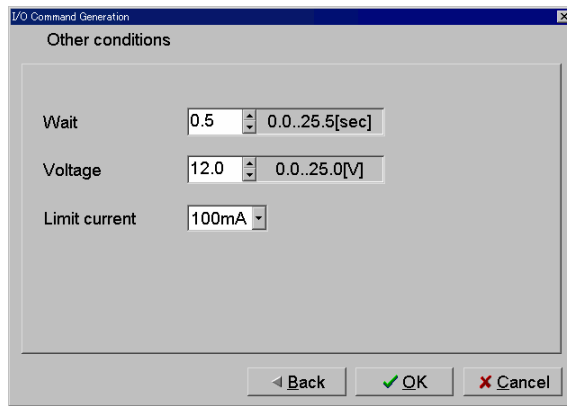 I/O Command Generation
Other conditions
Wait 0.5 0.0..25.5[sec]
Voltage 12.0 0.0..25.0[V]
Limit current 100mA
Back OK Cancel